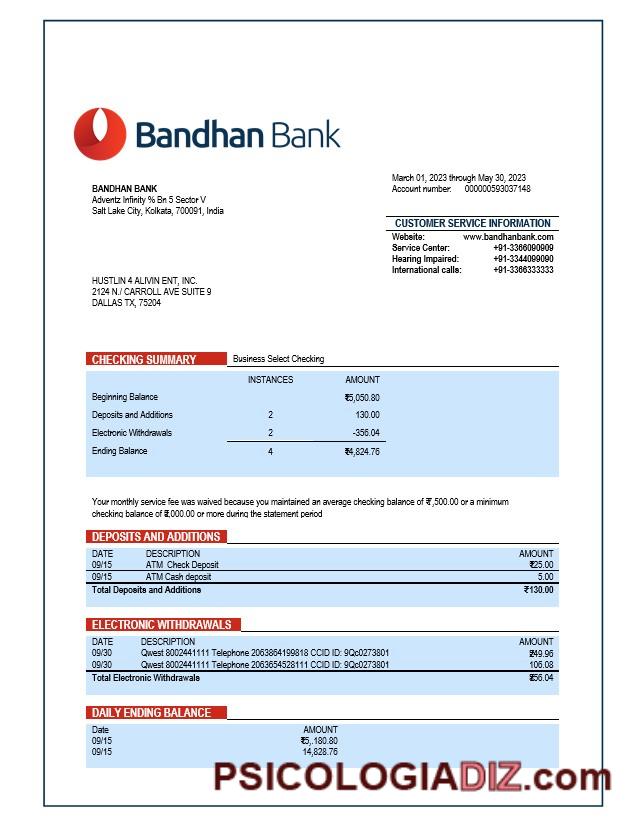 Bandhan Bank
March 01, 2023 through May 30, 2023
Account number: 000000593037148
BANDHAN BANK
Adventz Infinity % Bn 5 Sector V
Salt Lake City, Kolkata, 700091, India
CUSTOMER SERVICE INFORMATION
Website: www.bandhanbank.com
Service Center: +91-3366090909
Hearing Impaired: +91-3344099090
International calls: +91-3366333333
HUSTLIN 4 ALIVIN ENT, INC.
2124 N./ CARROLL AVE SUITE 9
DALLAS TX, 75204
CHECKING SUMMARY Business Select Checking
INSTANCES AMOUNT
Beginning Balance ₹5,050.80
Deposits and Additions 2 130.00
Electronic Withdrawals 2 -356.04
Ending Balance 4 ₹4,824.76
Your monthly service fee was waived because you maintained an average checking balance of ₹7,500.00 or a minimum
checking balance of ₹2,000.00 or more during the statement period
DEPOSITS AND ADDITIONS
DATE DESCRIPTION AMOUNT
09/15 ATM Check Deposit ₹25.00
09/15 ATM Cash deposit 5.00
Total Deposits and Additions ₹130.00
ELECTRONIC WITHDRAWALS
DATE DESCRIPTION AMOUNT
09/30 Qwest 8002441111 Telephone 2063864199818 CCID ID: 9Qc0273801 249.96
09/30 Qwest 8002441111 Telephone 2063654528111 CCID ID: 9Qc0273801 106.08
Total Electronic Withdrawals ₹56.04
DAILY ENDING BALANCE
Date AMOUNT
09/15 ₹5,.180.80
09/15 14,828.76
PSICOLOGIADIZ.com